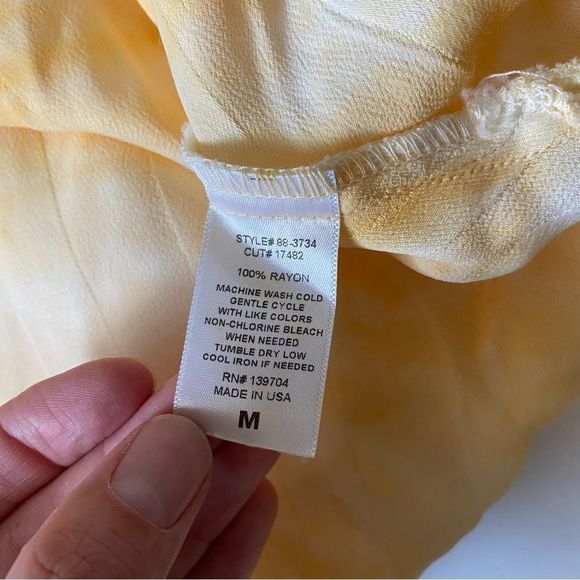 STYLE# 88-3734
CUT# 17482
100% RAYON
MACHINE WASH COLD
GENTLE CYCLE
WITH LIKE COLORS
NON-CHLORINE BLEACH
WHEN NEEDED
TUMBLE DRY LOW
COOL IRON IF NEEDED
RN# 139704
MADE IN USA
M